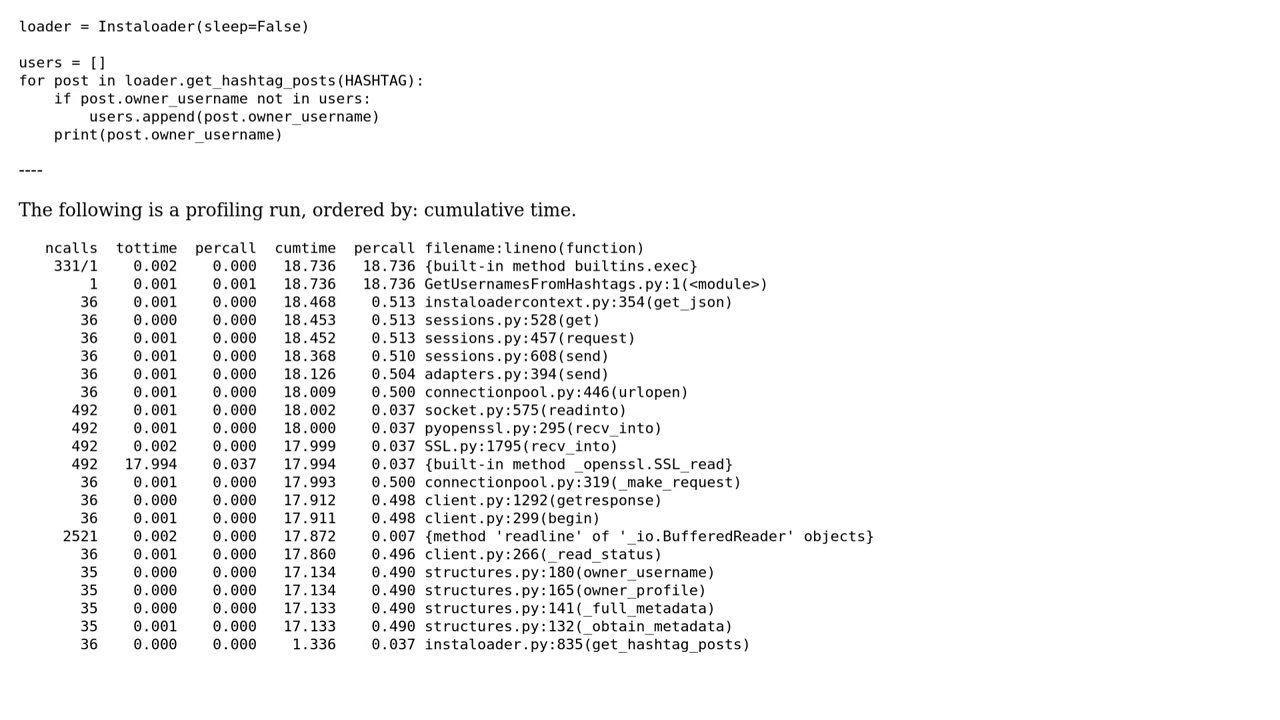 loader = Instaloader(sleep=False)
users = []
for post in loader.get_hashtag_posts(HASHTAG):
    if post.owner_username not in users:
        users.append(post.owner_username)
    print(post.owner_username)
----
The following is a profiling run, ordered by: cumulative time.
   ncalls  tottime  percall  cumtime  percall filename:lineno(function)
    331/1    0.002    0.000   18.736   18.736 {built-in method builtins.exec}
        1    0.001    0.001   18.736   18.736 GetUsernamesFromHashtags.py:1(<module>)
       36    0.001    0.000   18.468    0.513 instaloadercontext.py:354(get_json)
       36    0.000    0.000   18.453    0.513 sessions.py:528(get)
       36    0.001    0.000   18.452    0.513 sessions.py:457(request)
       36    0.001    0.000   18.368    0.510 sessions.py:608(send)
       36    0.001    0.000   18.126    0.504 adapters.py:394(send)
       36    0.001    0.000   18.009    0.500 connectionpool.py:446(urlopen)
      492    0.001    0.000   18.002    0.037 socket.py:575(readinto)
      492    0.001    0.000   18.000    0.037 pyopenssl.py:295(recv_into)
      492    0.002    0.000   17.999    0.037 SSL.py:1795(recv_into)
      492   17.994    0.037   17.994    0.037 {built-in method _openssl.SSL_read}
       36    0.001    0.000   17.993    0.500 connectionpool.py:319(_make_request)
       36    0.000    0.000   17.912    0.498 client.py:1292(getresponse)
       36    0.001    0.000   17.911    0.498 client.py:299(begin)
     2521    0.002    0.000   17.872    0.007 {method 'readline' of '_io.BufferedReader' objects}
       36    0.001    0.000   17.860    0.496 client.py:266(_read_status)
       35    0.000    0.000   17.134    0.490 structures.py:180(owner_username)
       35    0.000    0.000   17.134    0.490 structures.py:165(owner_profile)
       35    0.000    0.000   17.133    0.490 structures.py:141(_full_metadata)
       35    0.001    0.000   17.133    0.490 structures.py:132(_obtain_metadata)
       36    0.000    0.000    1.336    0.037 instaloader.py:835(get_hashtag_posts)